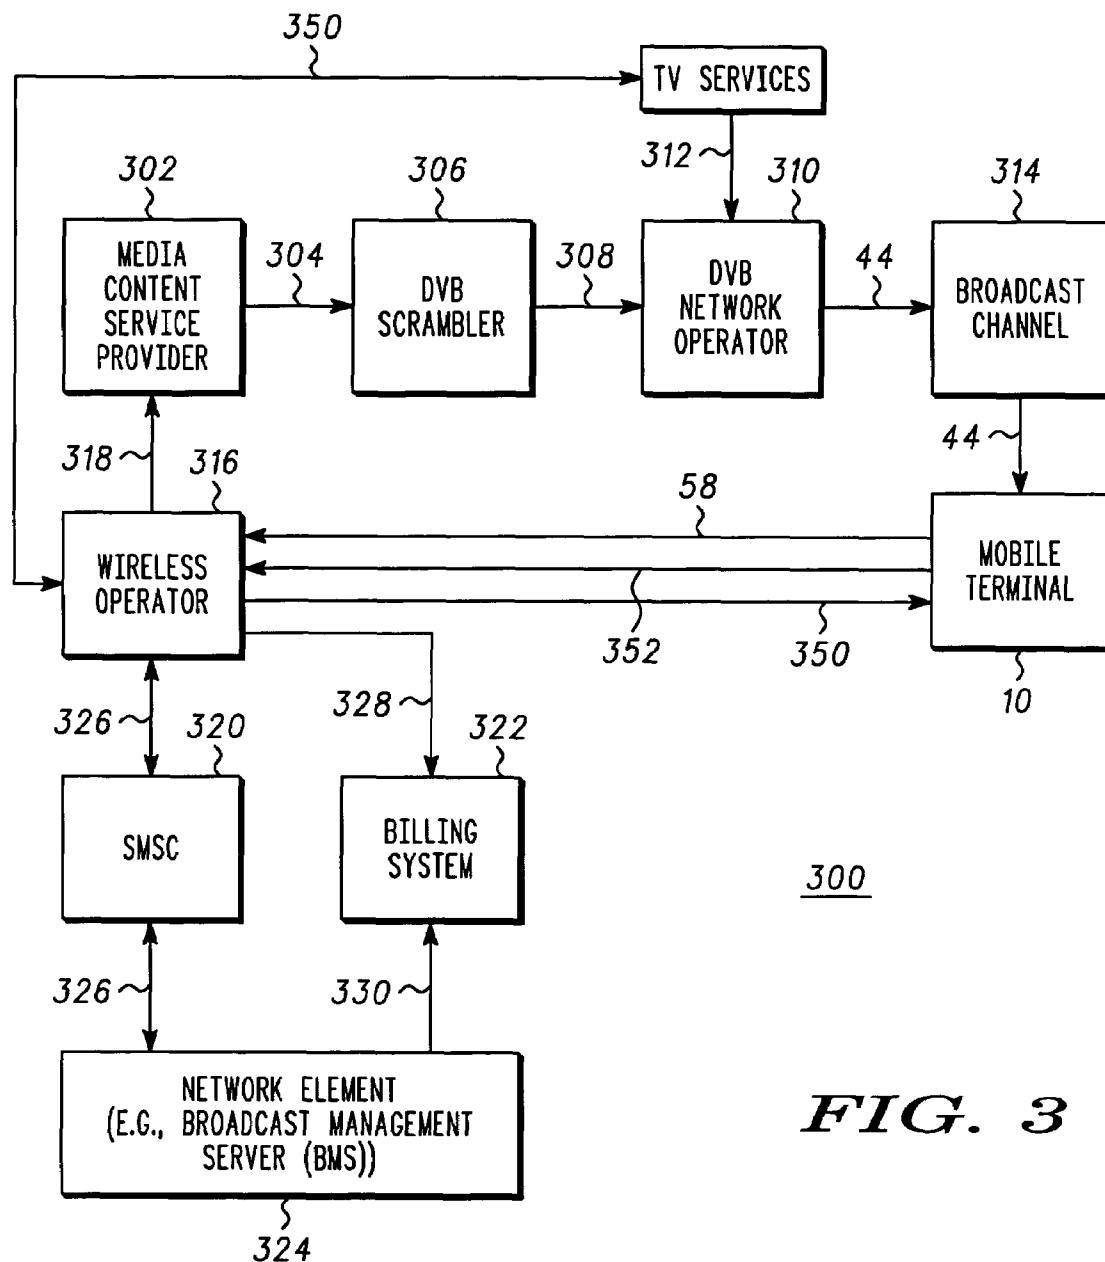 350
TV SERVICES
312
302
306
310
314
MEDIA
CONTENT
SERVICE
PROVIDER
304
DVB
SCRAMBLER
308
DVB
NETWORK
OPERATOR
44
BROADCAST
CHANNEL
44
318
316
58
WIRELESS
OPERATOR
MOBILE
TERMINAL
352
350
10
326
320
328
322
SMSC
BILLING
SYSTEM
300
326
330
NETWORK ELEMENT
(E.G., BROADCAST MANAGEMENT
SERVER (BMS))
324
FIG. 3